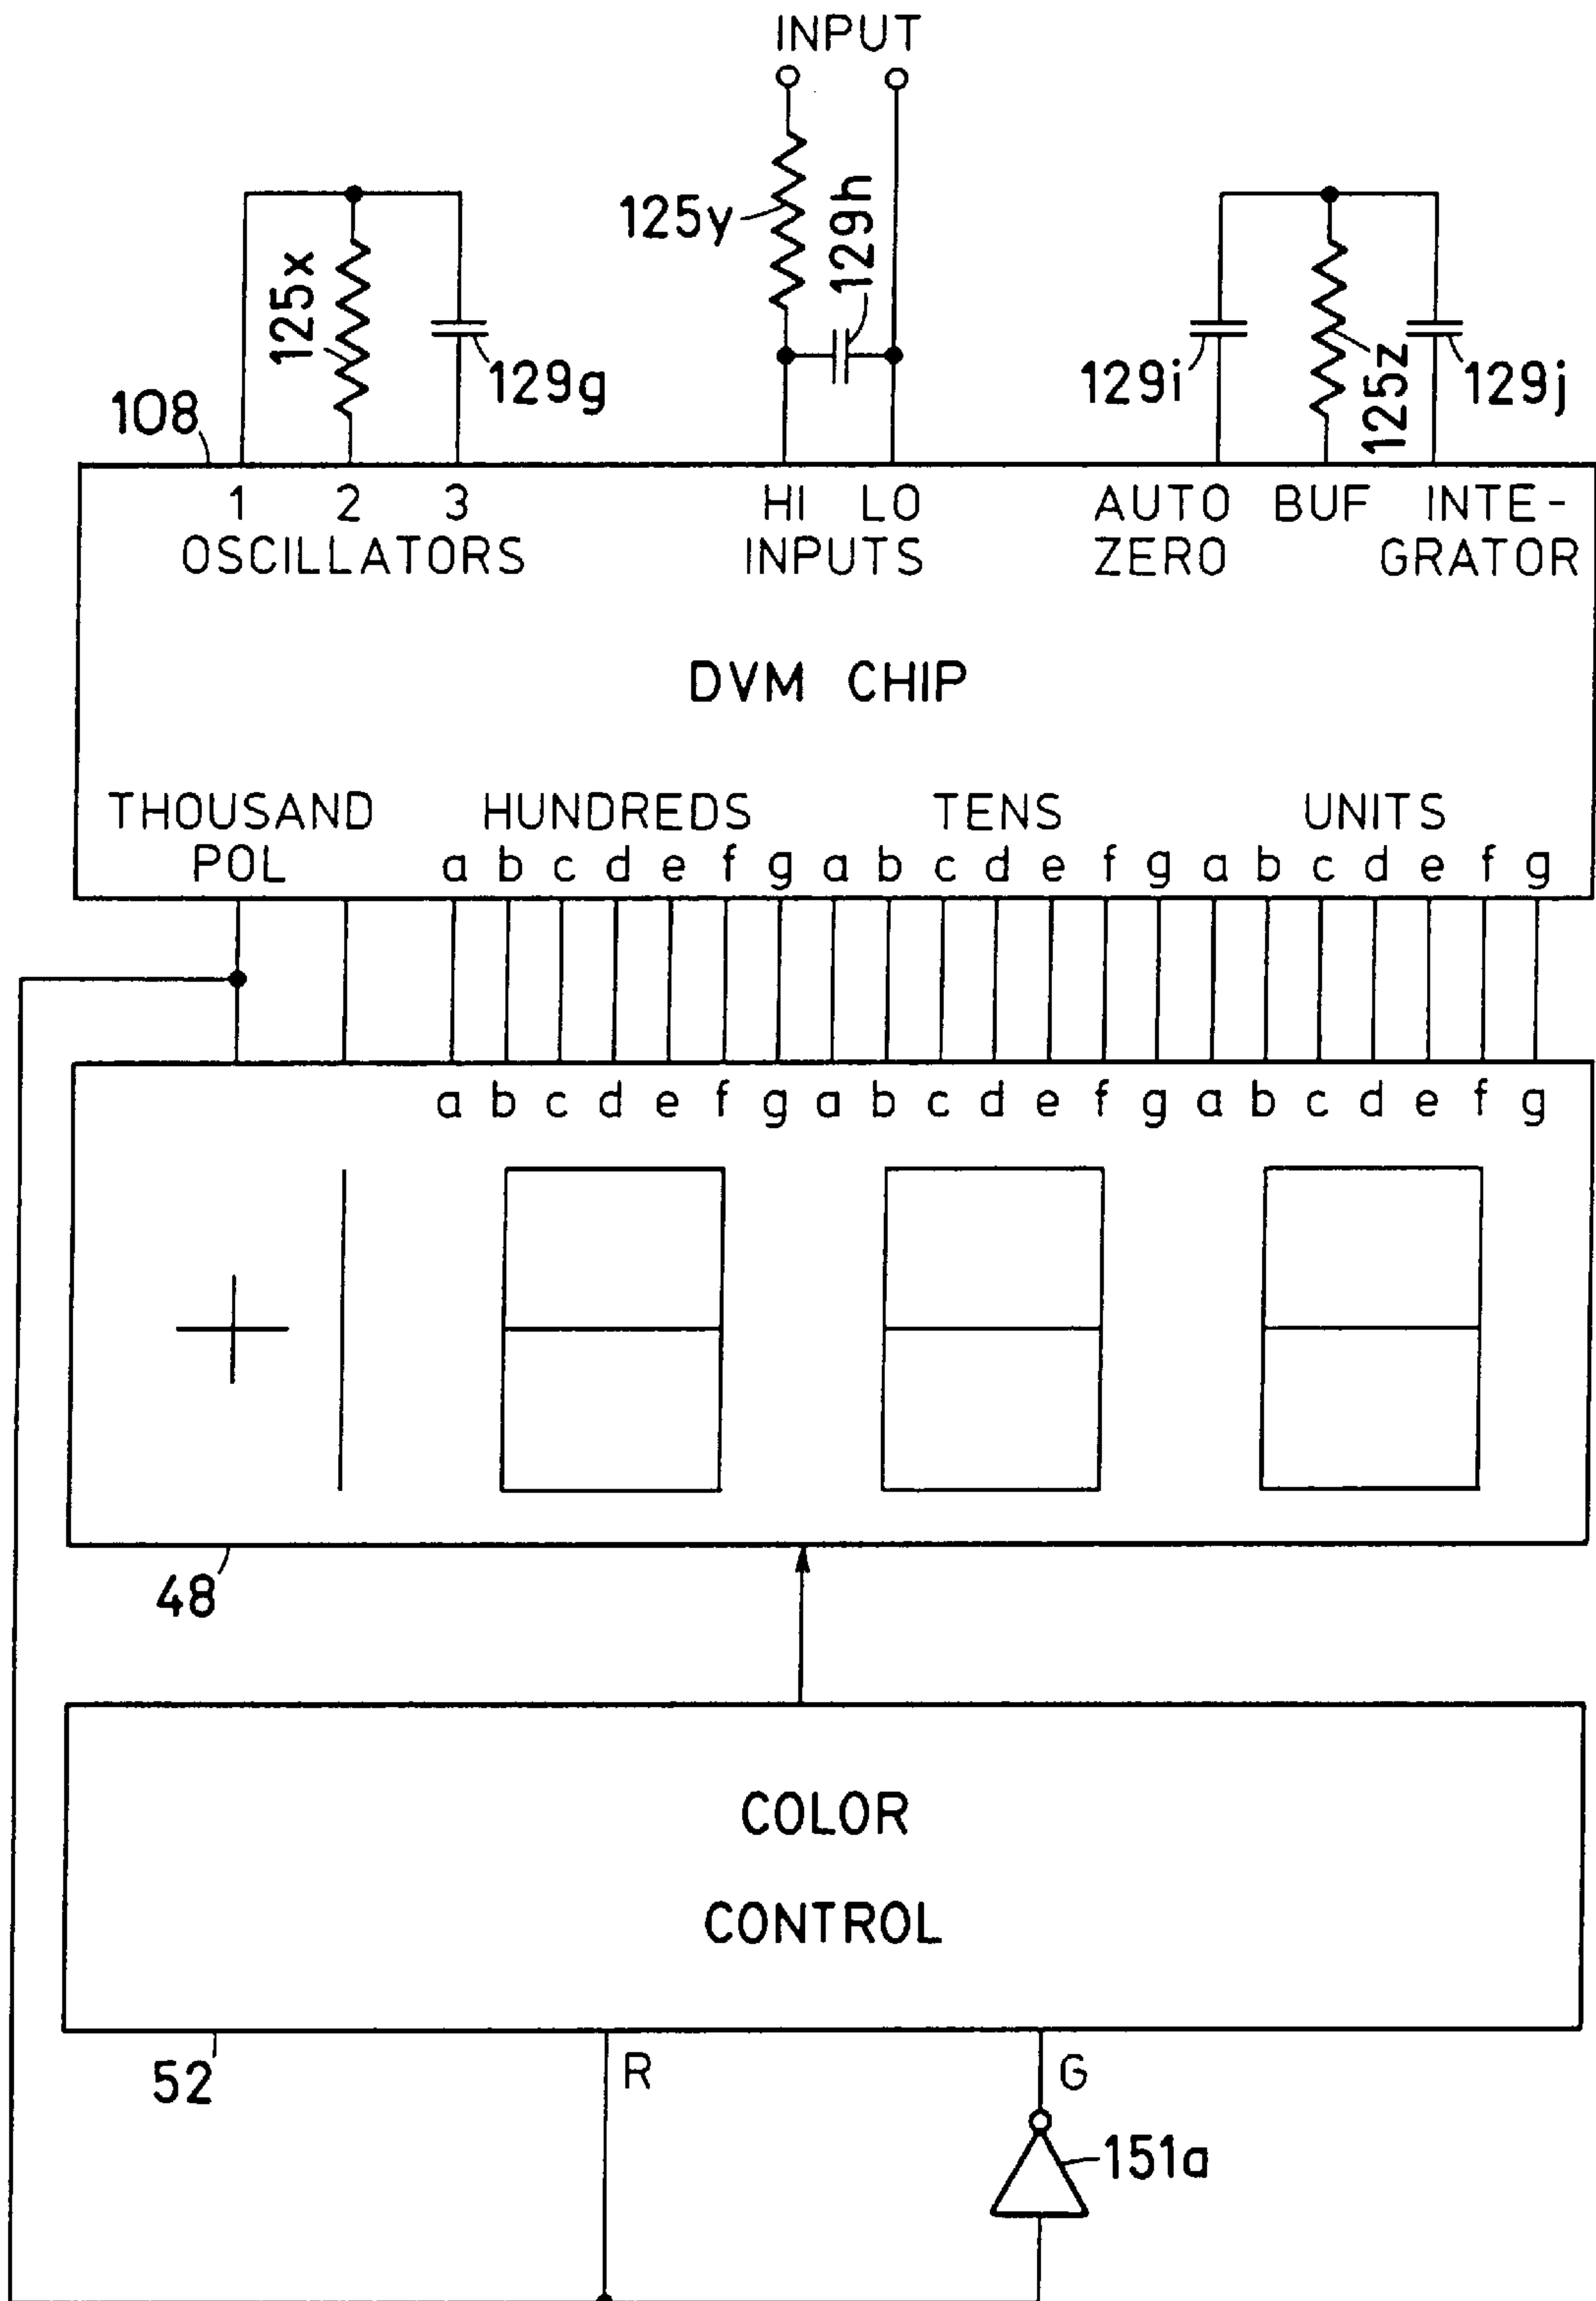 INPUT
125y
129h
125x
129g
129i
125z
129j
108
1 2 3
OSCILLATORS
HI LO
INPUTS
AUTO ZERO
BUF
INTE-
GRATOR
DVM CHIP
THOUSAND
POL
HUNDREDS
TENS
UNITS
a b c d e f g a b c d e f g a b c d e f g
a b c d e f g a b c d e f g a b c d e f g
48
COLOR
CONTROL
52
R
G
151a